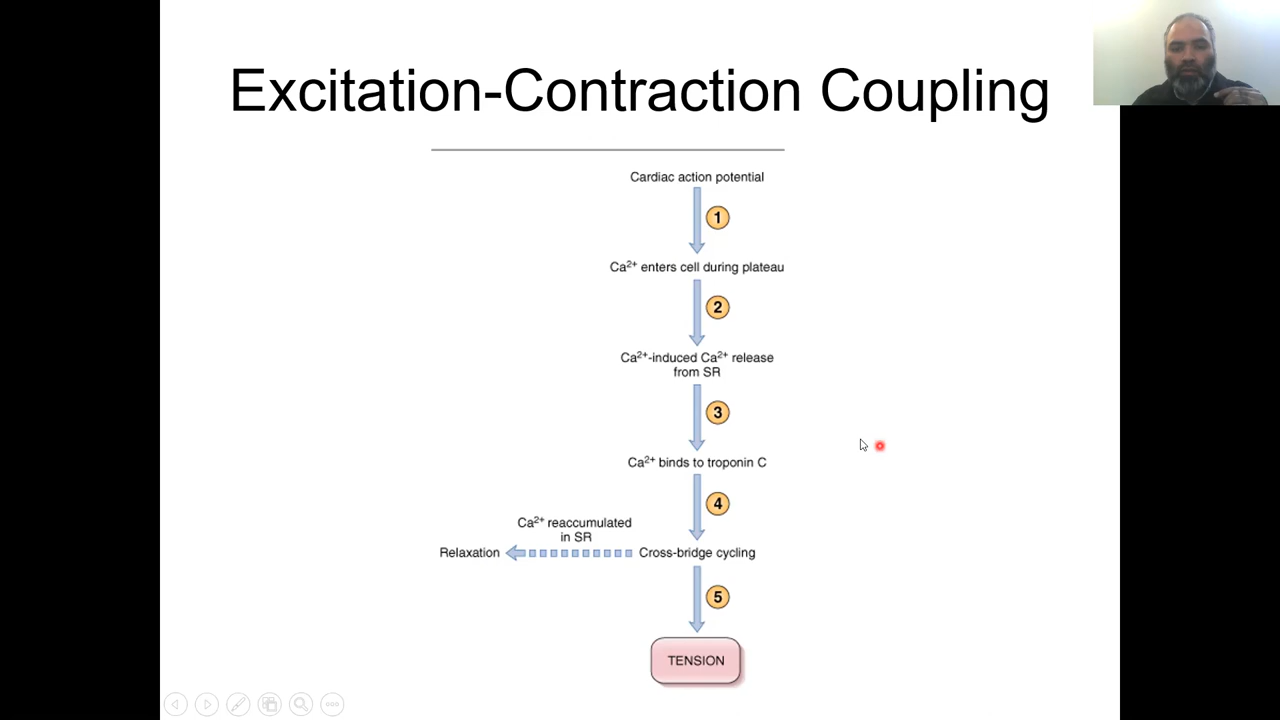 Excitation-Contraction Coupling
Cardiac action potential
1
Ca²⁺ enters cell during plateau
2
Ca²⁺-induced Ca²⁺ release
from SR
3
Ca²⁺ binds to troponin C
4
Ca²⁺ reaccumulated
in SR
Relaxation
Cross-bridge cycling
5
TENSION